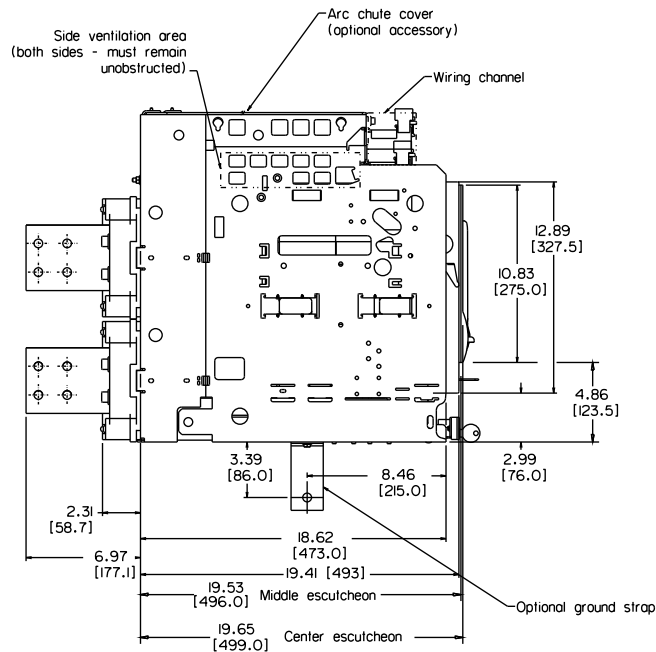 Arc chute cover
(optional accessory)
Side ventilation area
(both sides - must remain
unobstructed)
Wiring channel
12.89
[327.5]
10.83
[275.0]
4.86
[123.5]
3.39
[86.0]
8.46
[215.0]
2.99
[76.0]
2.31
[58.7]
18.62
[473.0]
6.97
[177.1]
19.41 [493]
19.53
[496.0] Middle escutcheon
Optional ground strap
19.65
[499.0] Center escutcheon